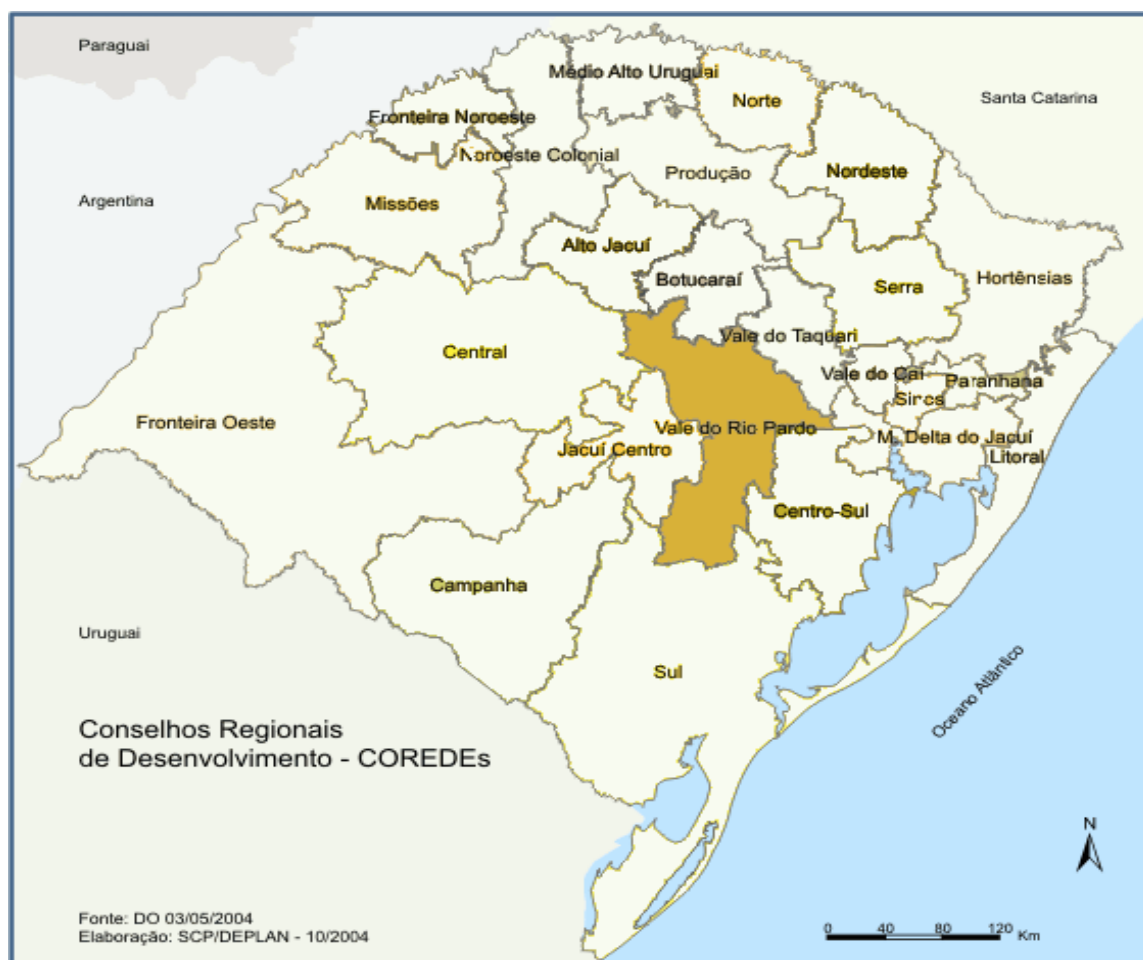 Paraguai
Médio Alto Uruguai
Norte
Santa Catarina
Fronteira Noroeste
Noroeste Colonial
Produção
Nordeste
Argentina
Missões
Alto Jacuí
Botucaraí
Hortênsias
Serra
Vale do Taquari
Central
Vale do Caí
Paranhana
Sinos
Fronteira Oeste
Vale do Rio Pardo
M. Delta do Jacuí
Jacuí Centro
Litoral
Centro-Sul
Campanha
Uruguai
Sul
Oceano Atlântico
Conselhos Regionais
de Desenvolvimento - COREDEs
N
Fonte: DO 03/05/2004
Elaboração: SCP/DEPLAN - 10/2004
0 40 80 120 Km